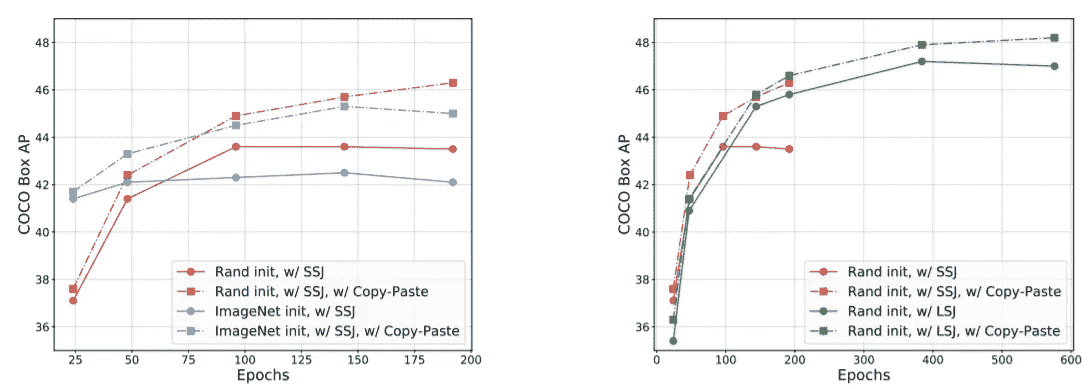 48
46
44
42
40
38
36
COCO Box AP
25
50
75
100
125
150
175
200
Epochs
Rand init, w/ SSJ
Rand init, w/ SSJ, w/ Copy-Paste
ImageNet init, w/ SSJ
ImageNet init, w/ SSJ, w/ Copy-Paste
48
46
44
42
40
38
36
COCO Box AP
0
100
200
300
400
500
600
Epochs
Rand init, w/ SSJ
Rand init, w/ SSJ, w/ Copy-Paste
Rand init, w/ LSJ
Rand init, w/ LSJ, w/ Copy-Paste